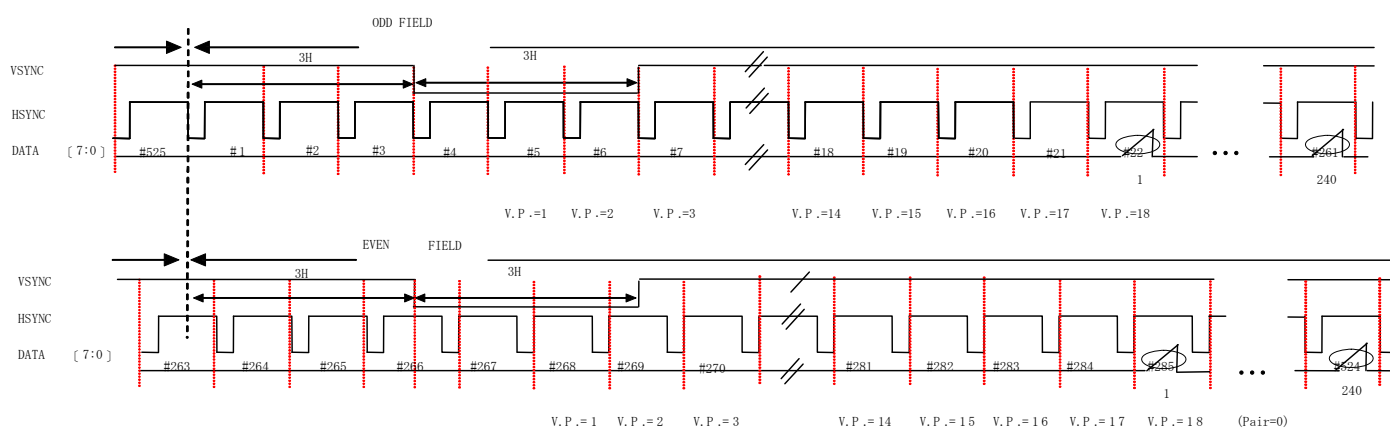 ODD FIELD
3H 3H
VSYNC
HSYNC
DATA [7:0] #525 #1 #2 #3 #4 #5 #6 #7 #18 #19 #20 #21 #22 ... #261
1 240
V.P.=1 V.P.=2 V.P.=3 V.P.=14 V.P.=15 V.P.=16 V.P.=17 V.P.=18
EVEN FIELD
3H 3H
VSYNC
HSYNC
DATA [7:0] #263 #264 #265 #266 #267 #268 #269 #270 #281 #282 #283 #284 #285 ... #524
1 240
V.P.=1 V.P.=2 V.P.=3 V.P.=14 V.P.=15 V.P.=16 V.P.=17 V.P.=18 (Pair=0)